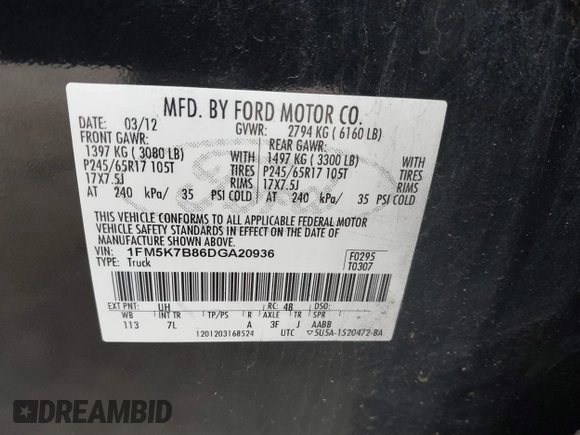 MFD. BY FORD MOTOR CO.
DATE: 03/12 GVWR: 2794 KG ( 6160 LB)
FRONT GAWR: REAR GAWR:
1397 KG ( 3080 LB) WITH 1497 KG ( 3300 LB) WITH
P245/65R17 105T TIRES P245/65R17 105T TIRES
17X7.5J RIMS 17X7.5J RIMS
AT 240 kPa/ 35 PSI COLD AT 240 kPa/ 35 PSI COLD
THIS VEHICLE CONFORMS TO ALL APPLICABLE FEDERAL MOTOR
VEHICLE SAFETY STANDARDS IN EFFECT ON THE DATE OF
MANUFACTURE SHOWN ABOVE.
VIN: 1FM5K7B86DGA20936 F0295
TYPE: Truck T0307
EXT PNT: UH RC: 48 DSO:
WB INT TR TP/PS R AXLE TR SPR
113 7L A 3F J AABB
1201203168524 UTC ▽5U5A-1520472-BA
Ford
DREAMBID